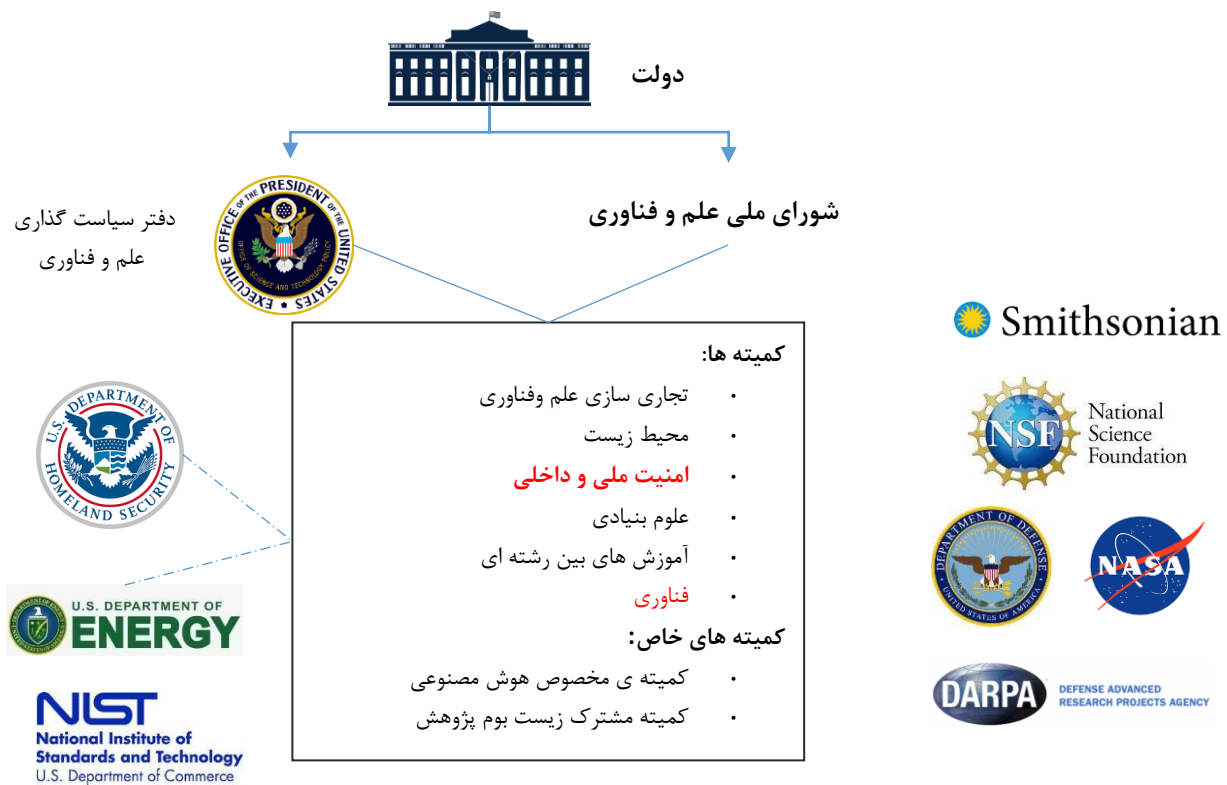 دولت
شورای ملی علم و فناوری
دفتر سیاست گذاری
علم و فناوری
EXECUTIVE OFFICE OF THE PRESIDENT OF THE UNITED STATES
OFFICE OF SCIENCE AND TECHNOLOGY POLICY
کمیته ها:
• تجاری سازی علم وفناوری
• محیط زیست
• امنیت ملی و داخلی
• علوم بنیادی
• آموزش های بین رشته ای
• فناوری
کمیته های خاص:
• کمیته ی مخصوص هوش مصنوعی
• کمیته مشترک زیست بوم پژوهش
U.S. DEPARTMENT OF HOMELAND SECURITY
U.S. DEPARTMENT OF
ENERGY
NIST
National Institute of
Standards and Technology
U.S. Department of Commerce
Smithsonian
NSF
National
Science
Foundation
DEPARTMENT OF DEFENSE
UNITED STATES OF AMERICA
NASA
DARPA
DEFENSE ADVANCED
RESEARCH PROJECTS AGENCY